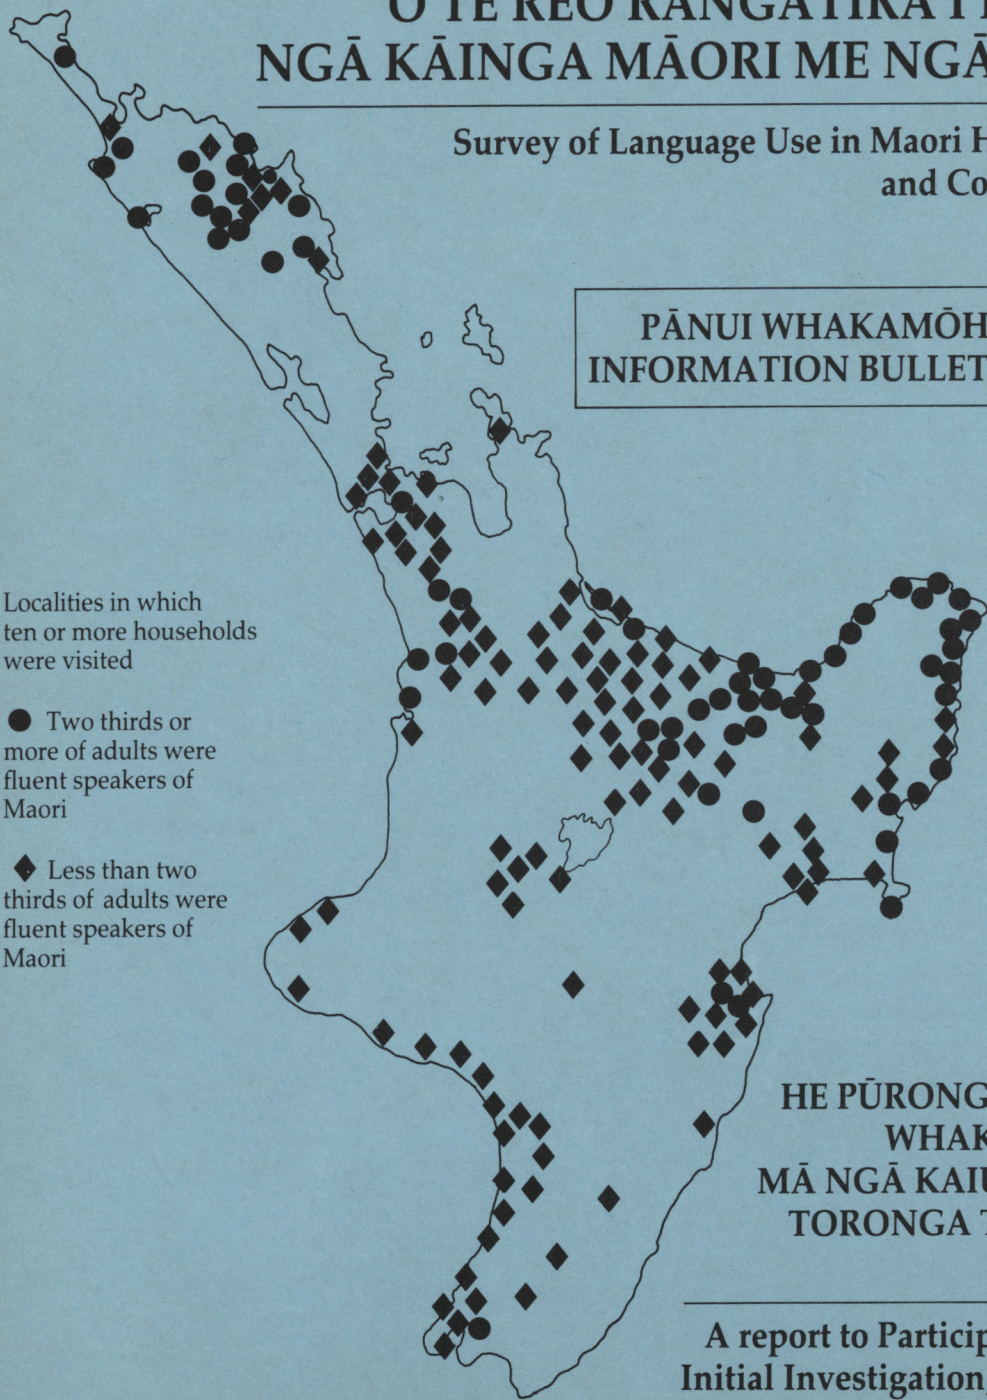 O TE REO RANGATIRA I
NGĀ KĀINGA MĀORI ME NGĀ
Survey of Language Use in Maori H
and Co
PĀNUI WHAKAMŌH
INFORMATION BULLET
Localities in which
ten or more households
were visited
Two thirds or
more of adults were
fluent speakers of
Maori
Less than two
thirds of adults were
fluent speakers of
Maori
HE PŪRONG
WHAK
MĀ NGĀ KAIU
TORONGA T
A report to Particip
Initial Investigation,